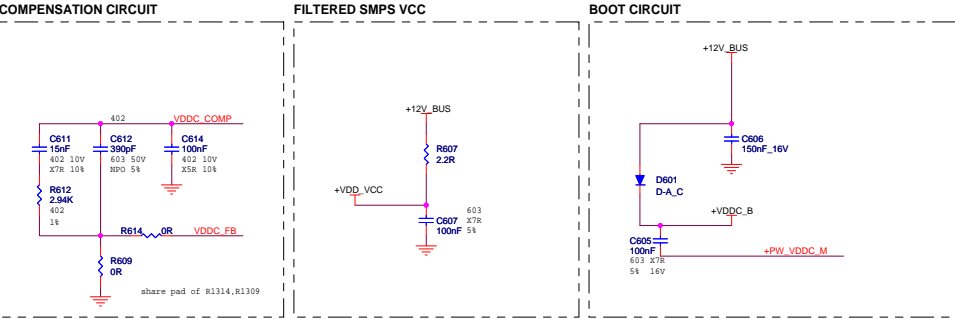 COMPENSATION CIRCUIT
402
VDDC_COMP
C611
15nF
402 10V
X7R 10%
C612
390pF
603 50V
NPO 5%
C614
100nF
402 10V
X5R 10%
R612
2.94K
402
1%
R614
0R
VDDC_FB
R609
0R
share pad of R1314,R1309
FILTERED SMPS VCC
+12V_BUS
R607
2.2R
+VDD_VCC
C607
100nF
603
X7R
5%
BOOT CIRCUIT
+12V_BUS
C606
150nF_16V
D601
D-A_C
+VDDC_B
C605
100nF
603 X7R
5% 16V
+PW_VDDC_M